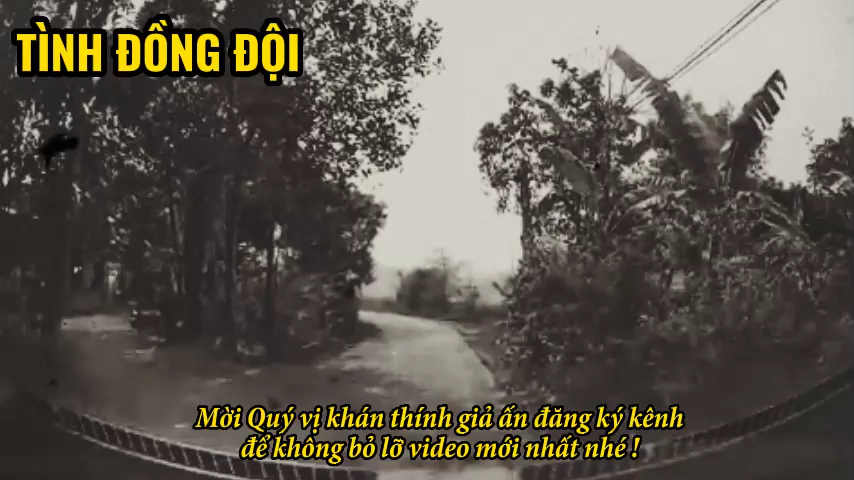 TÌNH ĐỒNG ĐỘI
Mời Quý vị khán thính giả ấn đăng ký kênh
để không bỏ lỡ video mới nhất nhé !